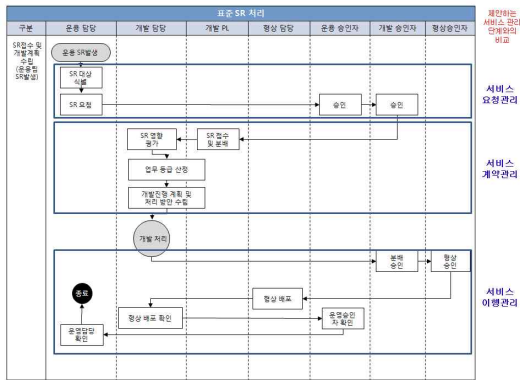 표준 SR 처리
제안하는
서비스 관리
단계와의
비교
구분
운용 담당
개발 담당
개발 PL
형상 담당
운용 승인자
개발 승인자
형상승인자
SR접수 및
개발계획
수립
(운용팀
SR발생)
운용 SR발생
SR 대상
식별
SR 요청
승인
승인
서비스
요청관리
SR 영향
평가
SR 접수
및 분배
업무 등급 산정
개발진행 계획 및
처리 방안 수립
서비스
계약관리
개발 처리
분배
승인
형상
승인
종료
형상 배포
형상 배포 확인
운영승인
자 확인
운영담당
확인
서비스
이행관리